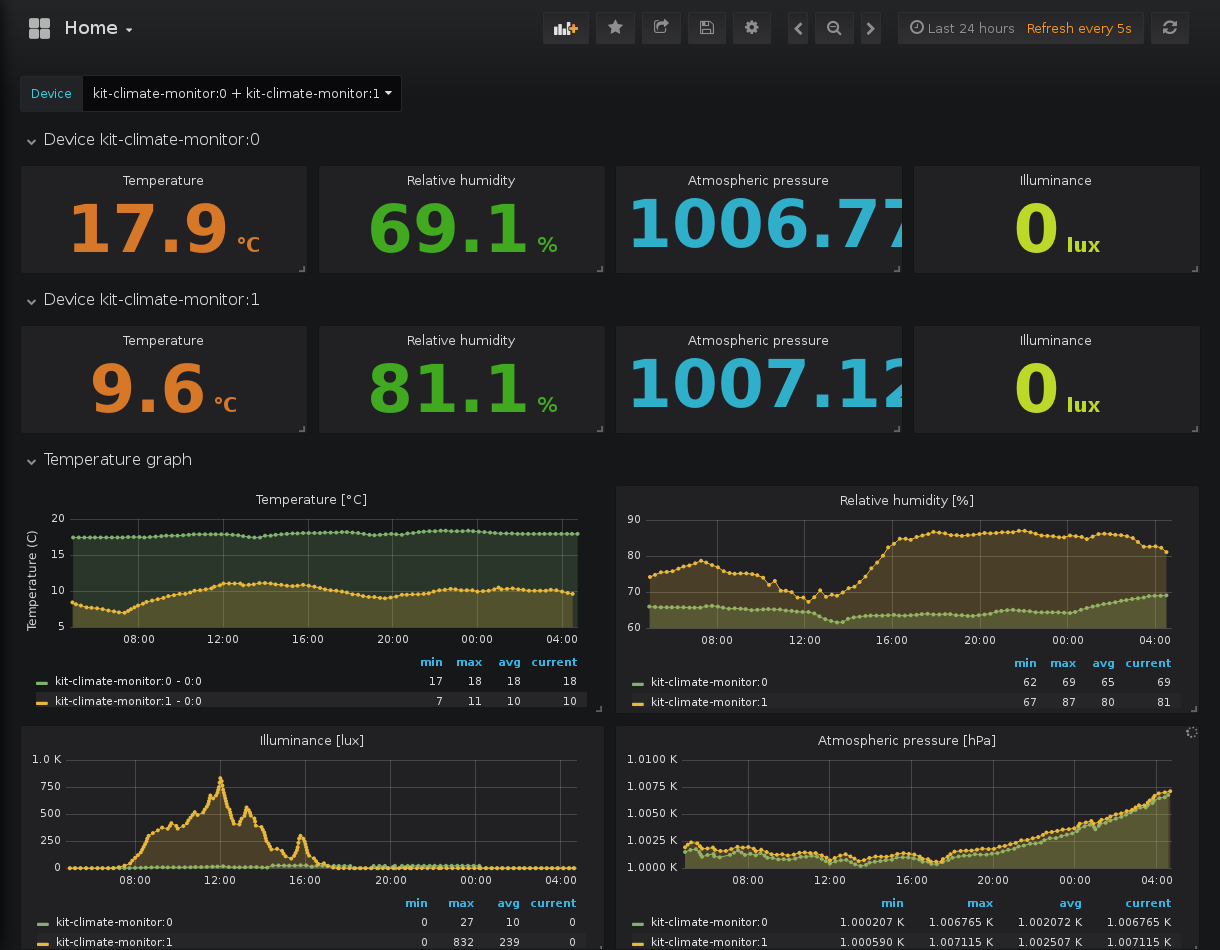 Home
Last 24 hours Refresh every 5s
Device kit-climate-monitor:0 + kit-climate-monitor:1
Device kit-climate-monitor:0
Temperature Relative humidity Atmospheric pressure Illuminance
17.9 °C 69.1 % 1006.77 0 lux
Device kit-climate-monitor:1
Temperature Relative humidity Atmospheric pressure Illuminance
9.6 °C 81.1 % 1007.12 0 lux
Temperature graph
Temperature [°C]
Temperature (C)
20
15
10
5
08:00 12:00 16:00 20:00 00:00 04:00
min max avg current
kit-climate-monitor:0 - 0:0 17 18 18 18
kit-climate-monitor:1 - 0:0 7 11 10 10
Relative humidity [%]
90
80
70
60
08:00 12:00 16:00 20:00 00:00 04:00
min max avg current
kit-climate-monitor:0 62 69 65 69
kit-climate-monitor:1 67 87 80 81
Illuminance [lux]
1.0 K
750
500
250
0
08:00 12:00 16:00 20:00 00:00 04:00
min max avg current
kit-climate-monitor:0 0 27 10 0
kit-climate-monitor:1 0 832 239 0
Atmospheric pressure [hPa]
1.0100 K
1.0075 K
1.0050 K
1.0025 K
1.0000 K
08:00 12:00 16:00 20:00 00:00 04:00
min max avg current
kit-climate-monitor:0 1.000207 K 1.006765 K 1.002072 K 1.006765 K
kit-climate-monitor:1 1.000590 K 1.007115 K 1.002507 K 1.007115 K